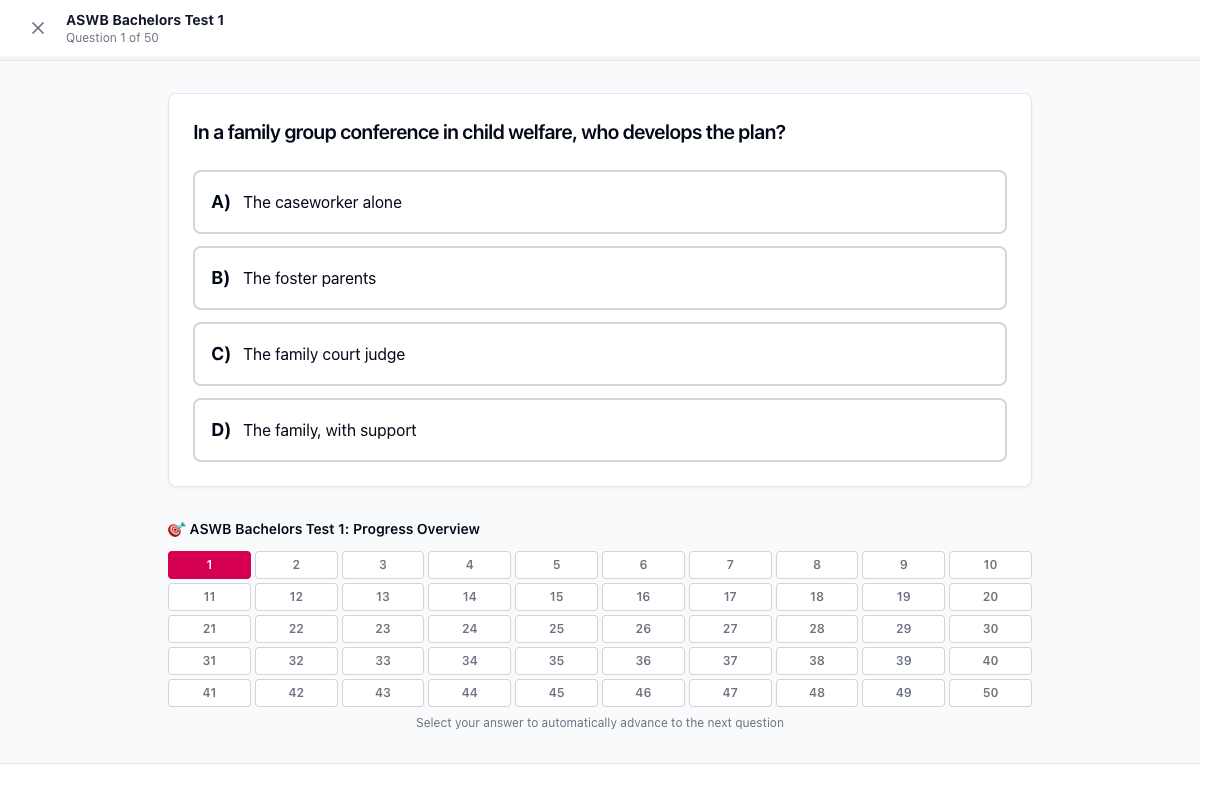 ASWB Bachelors Test 1
Question 1 of 50
In a family group conference in child welfare, who develops the plan?
A) The caseworker alone
B) The foster parents
C) The family court judge
D) The family, with support
🎯 ASWB Bachelors Test 1: Progress Overview
1 2 3 4 5 6 7 8 9 10
11 12 13 14 15 16 17 18 19 20
21 22 23 24 25 26 27 28 29 30
31 32 33 34 35 36 37 38 39 40
41 42 43 44 45 46 47 48 49 50
Select your answer to automatically advance to the next question